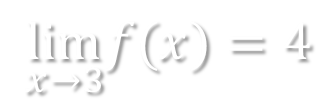 lim f(x) = 4
x→3